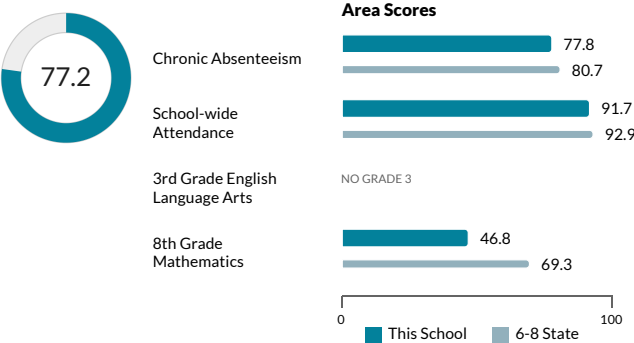 Area Scores
77.2
Chronic Absenteeism
77.8
80.7
School-wide
Attendance
91.7
92.9
3rd Grade English
Language Arts
NO GRADE 3
8th Grade
Mathematics
46.8
69.3
0
100
This School
6-8 State